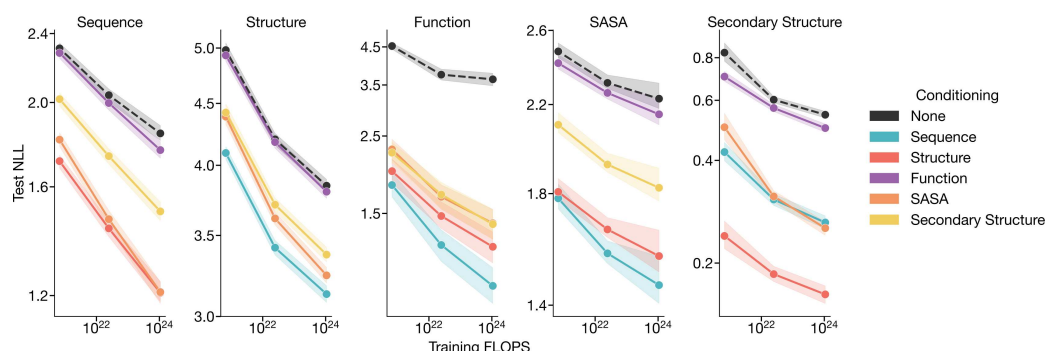 Sequence
Structure
Function
SASA
Secondary Structure
Test NLL
2.4
2.0
1.6
1.2
5.0
4.5
4.0
3.5
3.0
4.5
3.5
2.5
1.5
2.6
2.2
1.8
1.4
0.8
0.6
0.4
0.2
10²²
10²⁴
10²²
10²⁴
10²²
10²⁴
10²²
10²⁴
10²²
10²⁴
Training FLOPS
Conditioning
None
Sequence
Structure
Function
SASA
Secondary Structure